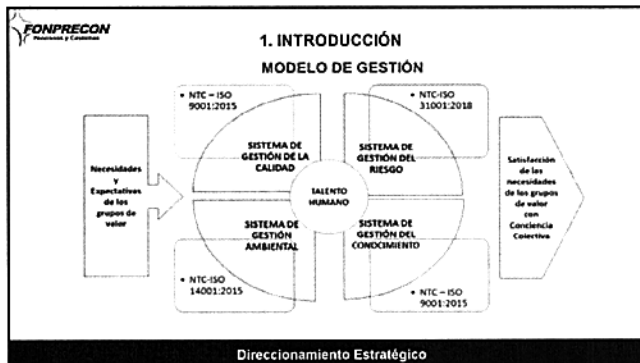 FONPRECON
1. INTRODUCCIÓN
MODELO DE GESTIÓN
• NTC – ISO
9001:2015
• NTC-ISO
31001:2018
SISTEMA DE
GESTIÓN DE LA
CALIDAD
SISTEMA DE
GESTIÓN DEL
RIESGO
Necesidades
y
Expectativas
de los
grupos de
valor
TALENTO
HUMANO
Satisfacción
de las
necesidades
de los grupos
de valor
con
Conciencia
Colectiva
SISTEMA DE
GESTIÓN
AMBIENTAL
SISTEMA DE
GESTIÓN DEL
CONOCIMIENTO
• NTC-ISO
14001:2015
• NTC – ISO
9001:2015
Direccionamiento Estratégico